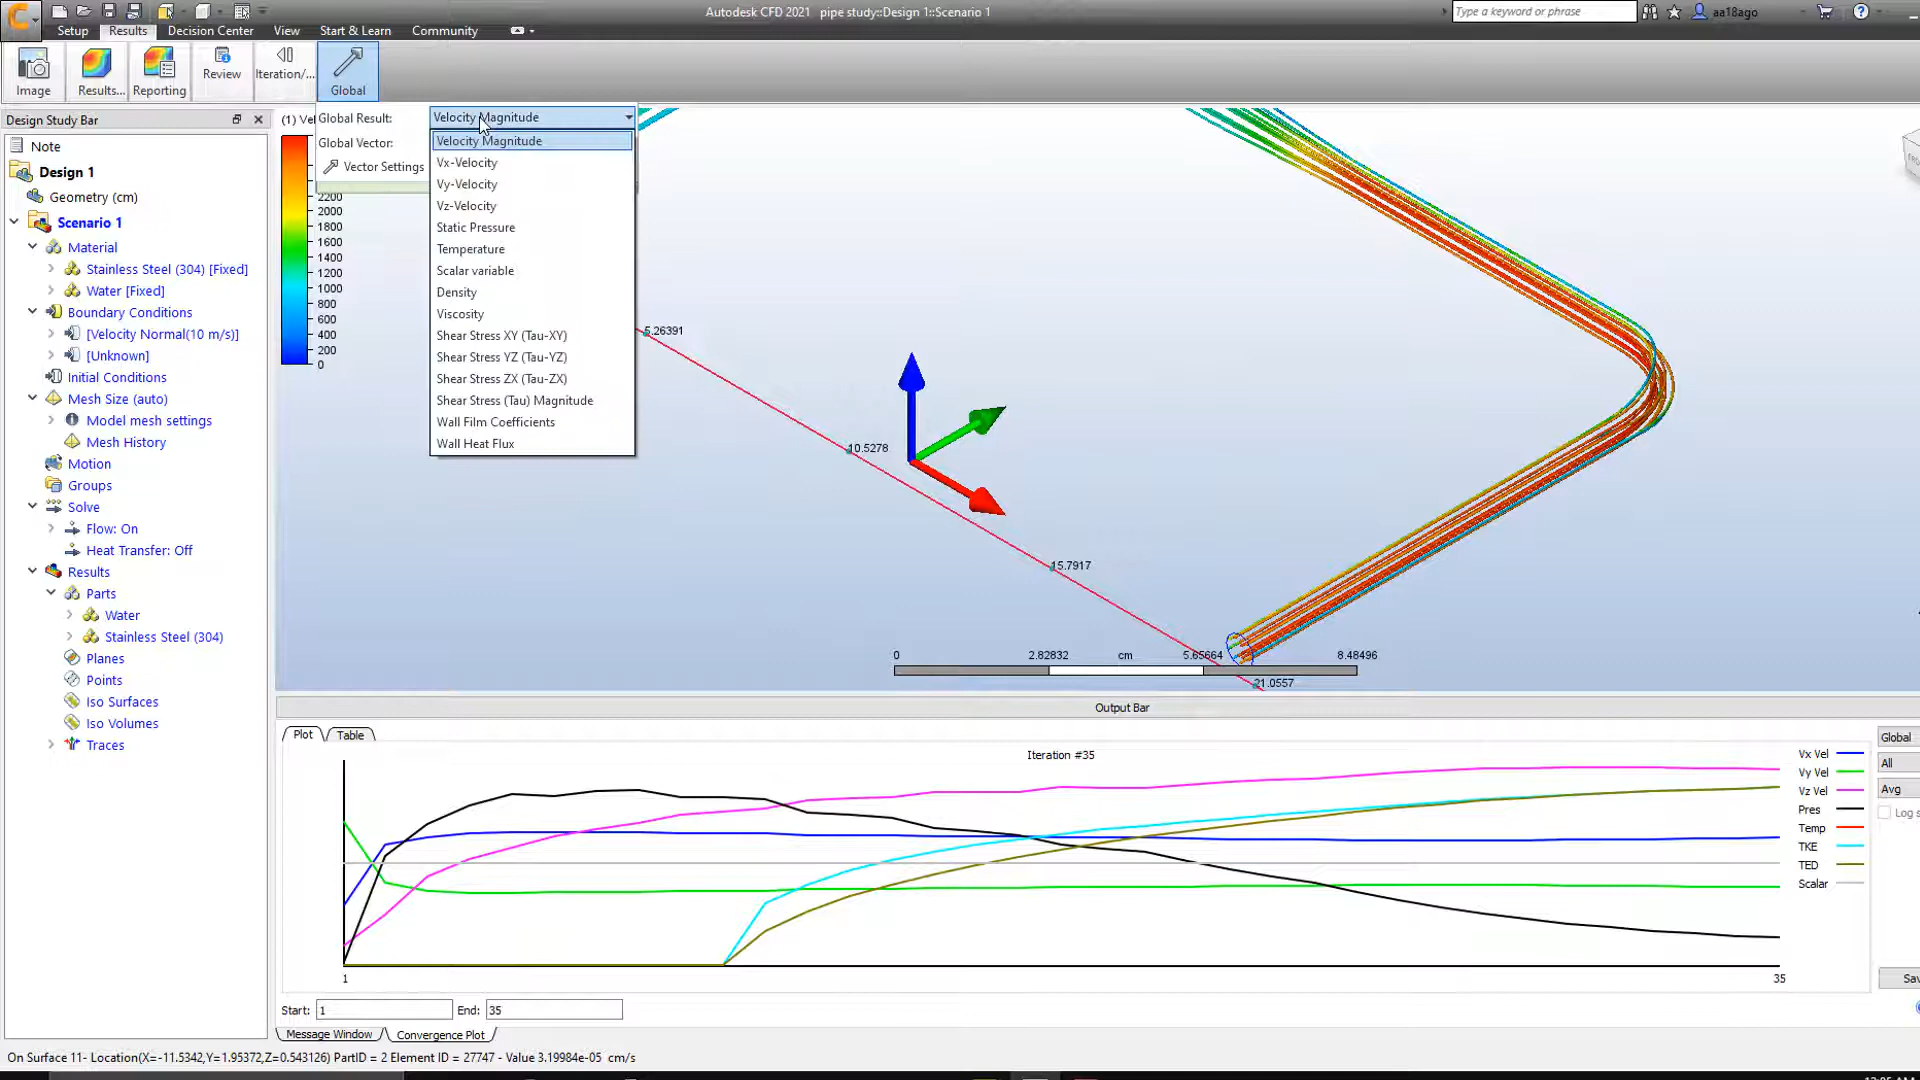 Autodesk CFD 2021 pipe study::Design 1::Scenario 1
Type a keyword or phrase
aa18ago
Setup Results Decision Center View Start & Learn Community
Image Results... Reporting Review Iteration/... Global
Design Study Bar
Note
Design 1
Geometry (cm)
Scenario 1
Material
Stainless Steel (304) [Fixed]
Water [Fixed]
Boundary Conditions
[Velocity Normal(10 m/s)]
[Unknown]
Initial Conditions
Mesh Size (auto)
Model mesh settings
Mesh History
Motion
Groups
Solve
Flow: On
Heat Transfer: Off
Results
Parts
Water
Stainless Steel (304)
Planes
Points
Iso Surfaces
Iso Volumes
Traces
Global Result: Velocity Magnitude
Global Vector:
Vector Settings
Velocity Magnitude
Vx-Velocity
Vy-Velocity
Vz-Velocity
Static Pressure
Temperature
Scalar variable
Density
Viscosity
Shear Stress XY (Tau-XY)
Shear Stress YZ (Tau-YZ)
Shear Stress ZX (Tau-ZX)
Shear Stress (Tau) Magnitude
Wall Film Coefficients
Wall Heat Flux
(1) Vel
2200
2000
1800
1600
1400
1200
1000
800
600
400
200
0
5.26391
10.5278
15.7917
21.0557
0 2.82832 cm 5.65664 8.48496
Output Bar
Plot Table
Iteration #35
Vx Vel
Vy Vel
Vz Vel
Pres
Temp
TKE
TED
Scalar
1 35
Global
All
Avg
Log s
Sav
Start: 1 End: 35
Message Window Convergence Plot
On Surface 11- Location(X=-11.5342,Y=1.95372,Z=0.543126) PartID = 2 Element ID = 27747 - Value 3.19984e-05 cm/s